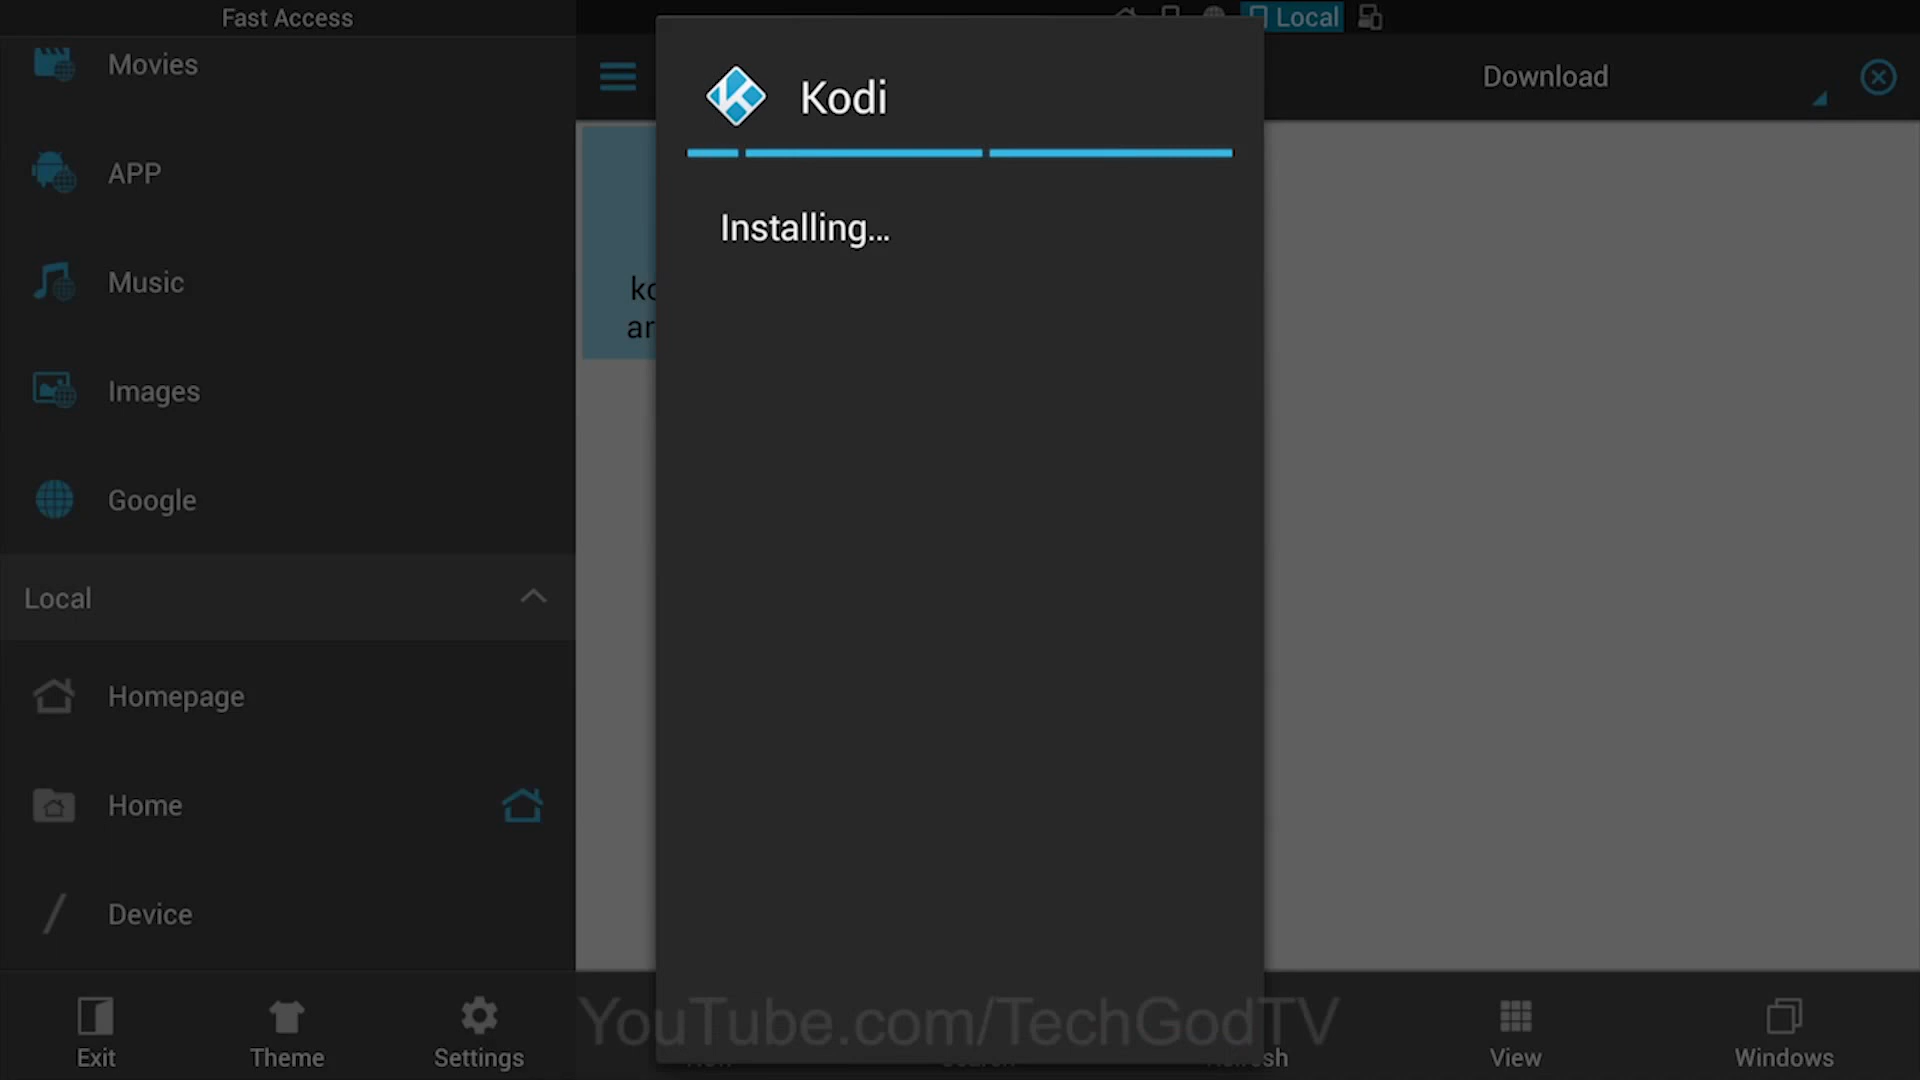 Fast Access
Local
Movies
Download
Kodi
APP
Installing...
Music
Images
Google
Local
Homepage
Home
Device
YouTube.com/TechGodTV
Exit
Theme
Settings
View
Windows